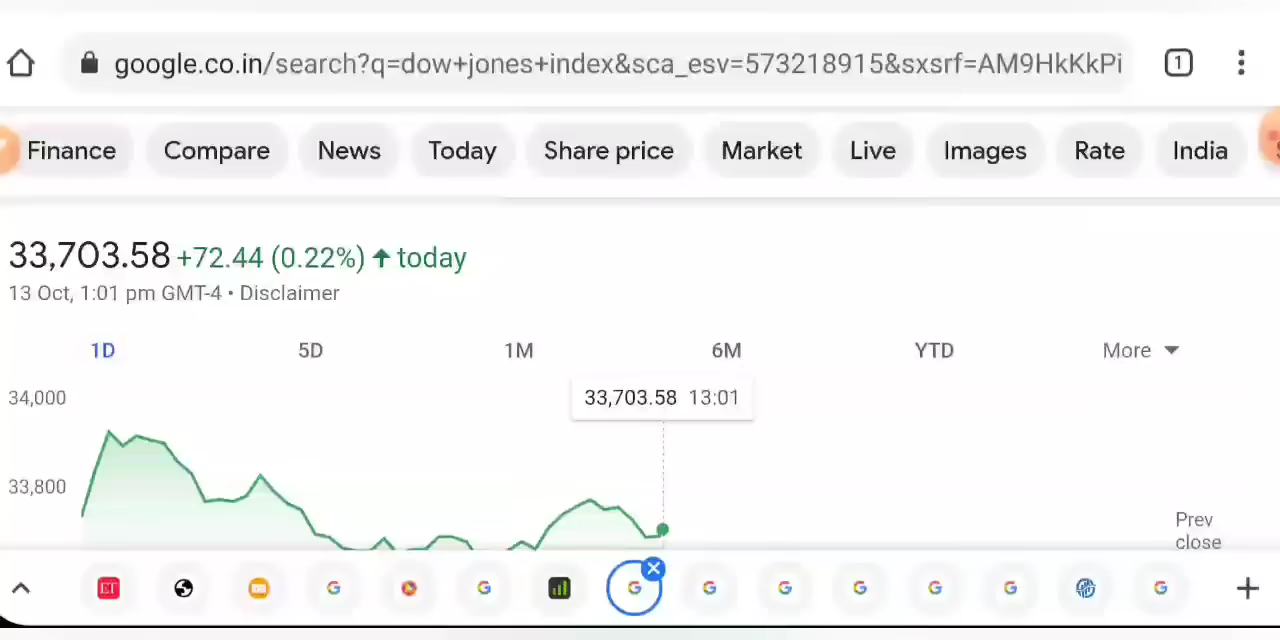 google.co.in/search?q=dow+jones+index&sca_esv=573218915&sxsrf=AM9HkKkPi
1
Finance Compare News Today Share price Market Live Images Rate India
33,703.58 +72.44 (0.22%) ↑ today
13 Oct, 1:01 pm GMT-4 • Disclaimer
1D 5D 1M 6M YTD More
33,703.58 13:01
34,000
33,800
Prev
close
ET